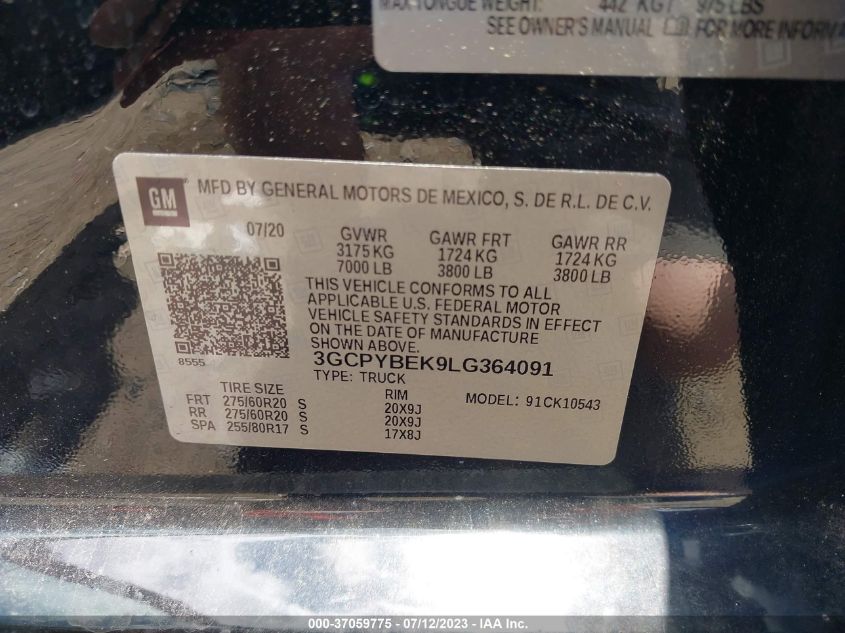 MAX TONGUE WEIGHT: 442 KG 975 LBS
SEE OWNER'S MANUAL FOR MORE INFORMA
GM
MFD BY GENERAL MOTORS DE MEXICO, S. DE R.L. DE C.V.
07/20 GVWR GAWR FRT GAWR RR
3175 KG 1724 KG 1724 KG
7000 LB 3800 LB 3800 LB
THIS VEHICLE CONFORMS TO ALL
APPLICABLE U.S. FEDERAL MOTOR
VEHICLE SAFETY STANDARDS IN EFFECT
ON THE DATE OF MANUFACTURE
SHOWN ABOVE.
8555
3GCPYBEK9LG364091
TYPE: TRUCK
TIRE SIZE RIM MODEL: 91CK10543
FRT 275/60R20 S 20X9J
RR 275/60R20 S 20X9J
SPA 255/80R17 S 17X8J
000-37059775 - 07/12/2023 - IAA Inc.